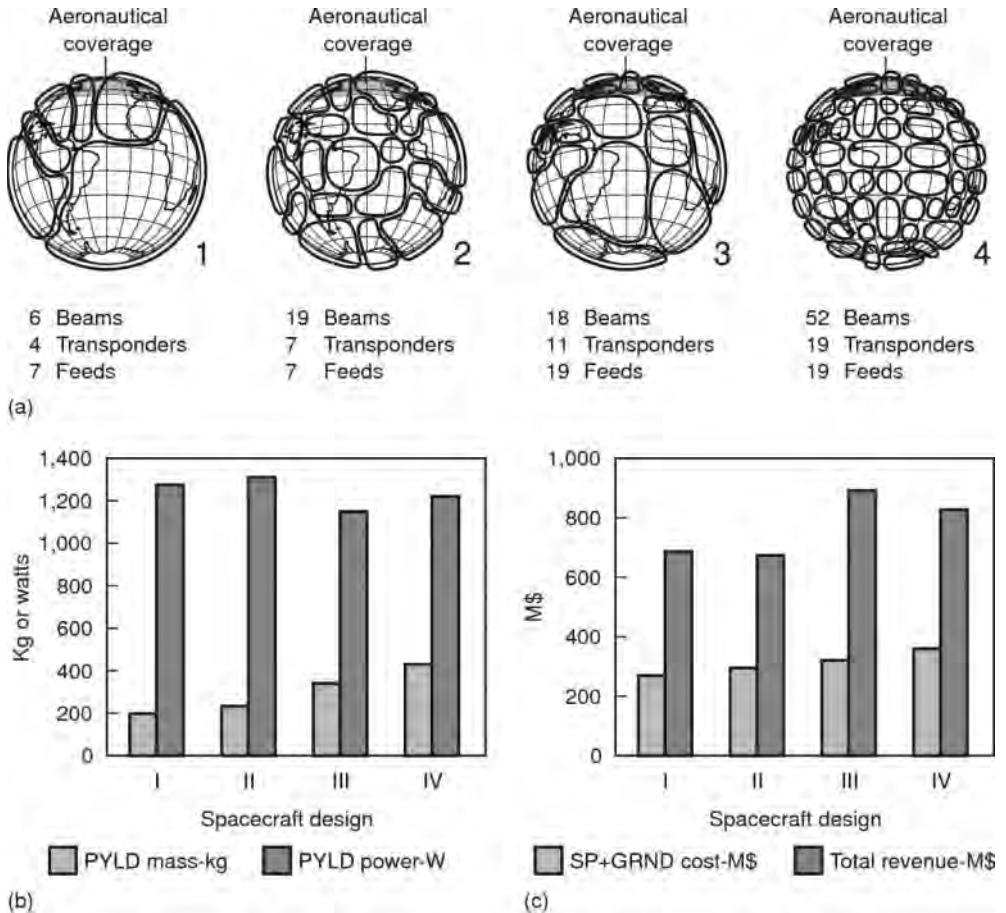 Aeronautical coverage
Aeronautical coverage
Aeronautical coverage
Aeronautical coverage
1
2
3
4
6 Beams
4 Transponders
7 Feeds
19 Beams
7 Transponders
7 Feeds
18 Beams
11 Transponders
19 Feeds
52 Beams
19 Transponders
19 Feeds
(a)
1,400
1,200
1,000
800
600
400
200
0
Kg or watts
I II III IV
Spacecraft design
PYLD mass-kg PYLD power-W
(b)
1,000
800
600
400
200
0
M$
I II III IV
Spacecraft design
SP+GRND cost-M$ Total revenue-M$
(c)